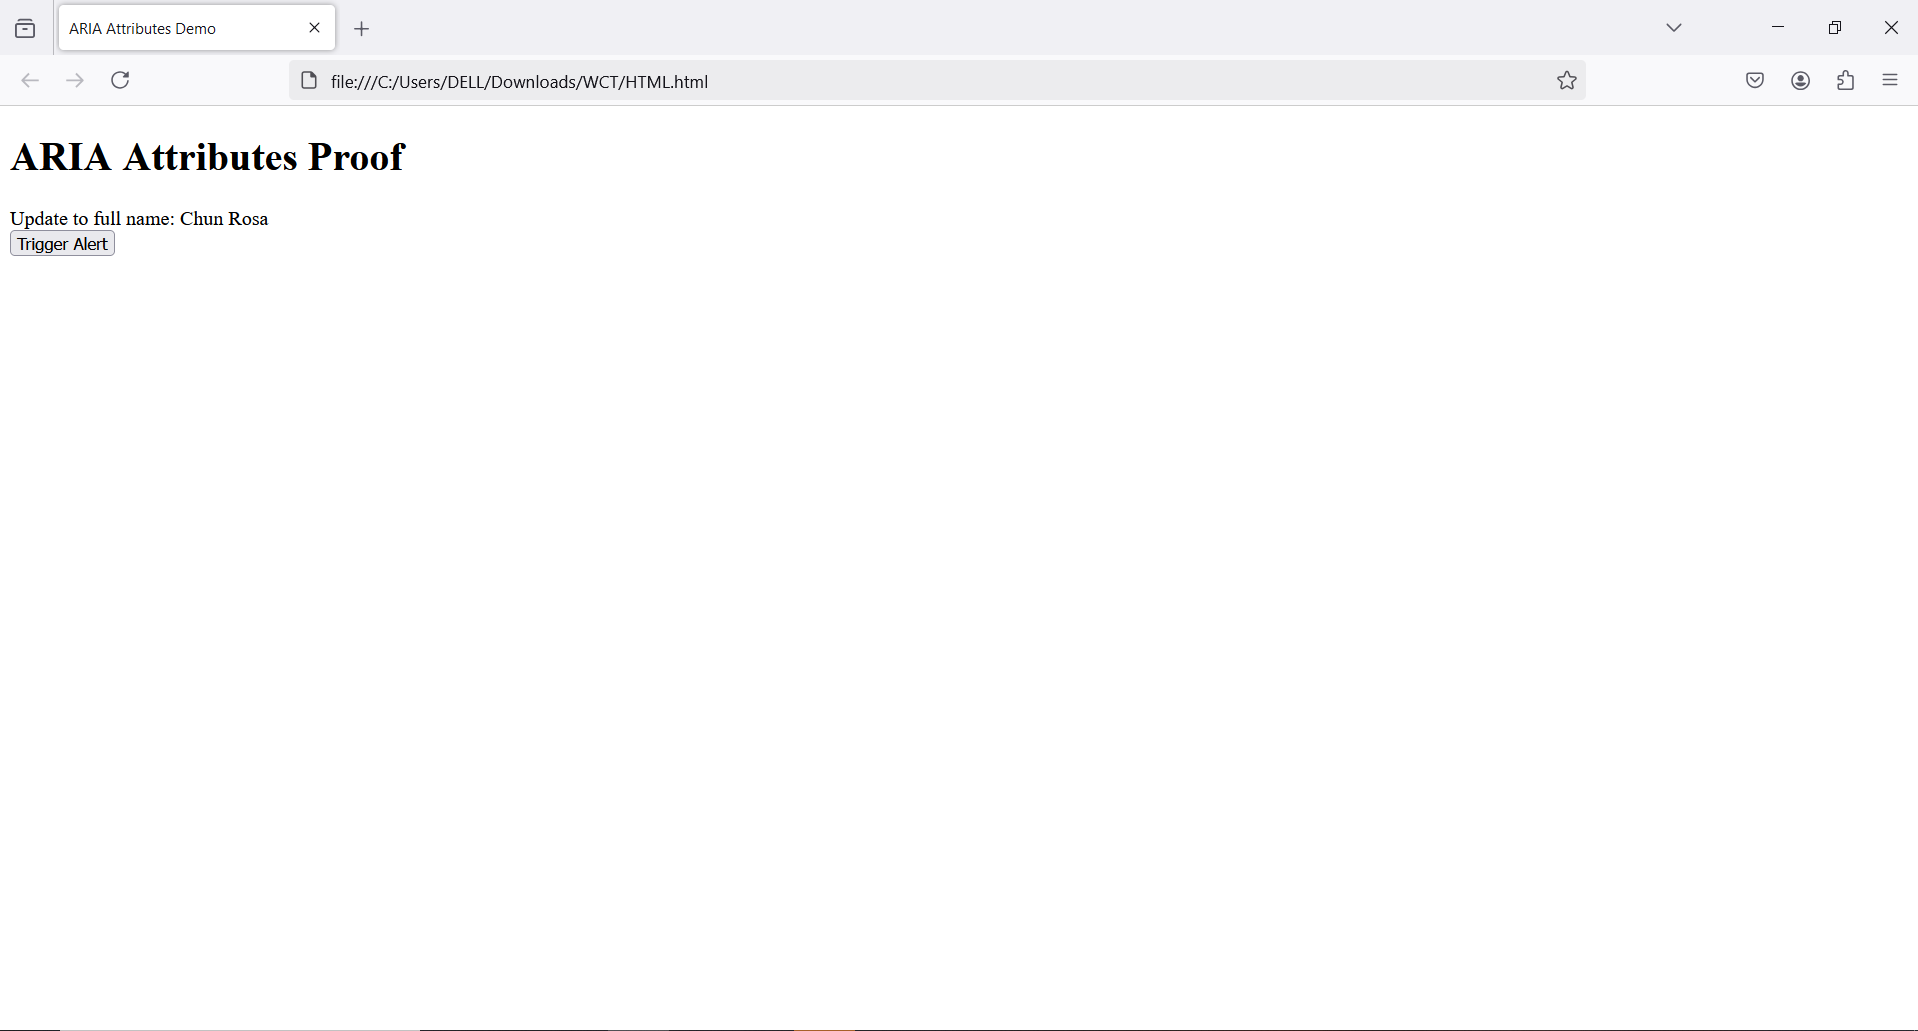 ARIA Attributes Demo
file:///C:/Users/DELL/Downloads/WCT/HTML.html
ARIA Attributes Proof
Update to full name: Chun Rosa
Trigger Alert